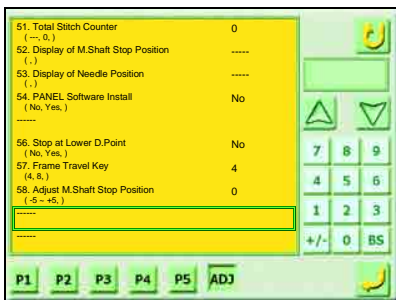 51. Total Stitch Counter 0
( ---, 0, )
52. Display of M.Shaft Stop Position -----
( , )
53. Display of Needle Position -----
( , )
54. PANEL Software Install No
( No, Yes, )
------
56. Stop at Lower D.Point No
( No, Yes, )
57. Frame Travel Key 4
(4, 8, )
58. Adjust M.Shaft Stop Position 0
( -5 ~ +5, )
------
------
7 8 9
4 5 6
1 2 3
+/- 0 BS
P1 P2 P3 P4 P5 ADJ